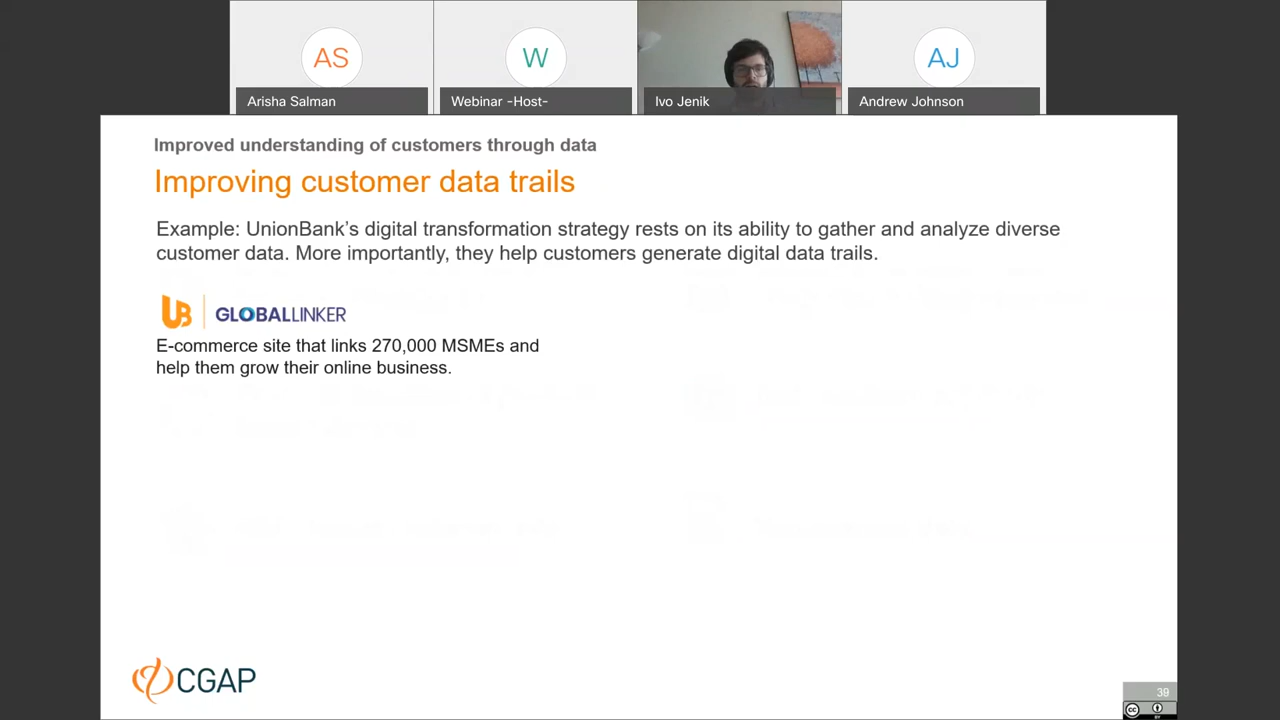 AS
W
AJ
Arisha Salman
Webinar -Host-
Ivo Jenik
Andrew Johnson
Improved understanding of customers through data
Improving customer data trails
Example: UnionBank’s digital transformation strategy rests on its ability to gather and analyze diverse
customer data. More importantly, they help customers generate digital data trails.
UB GLOBALLINKER
E-commerce site that links 270,000 MSMEs and
help them grow their online business.
CGAP
39
cc
BY